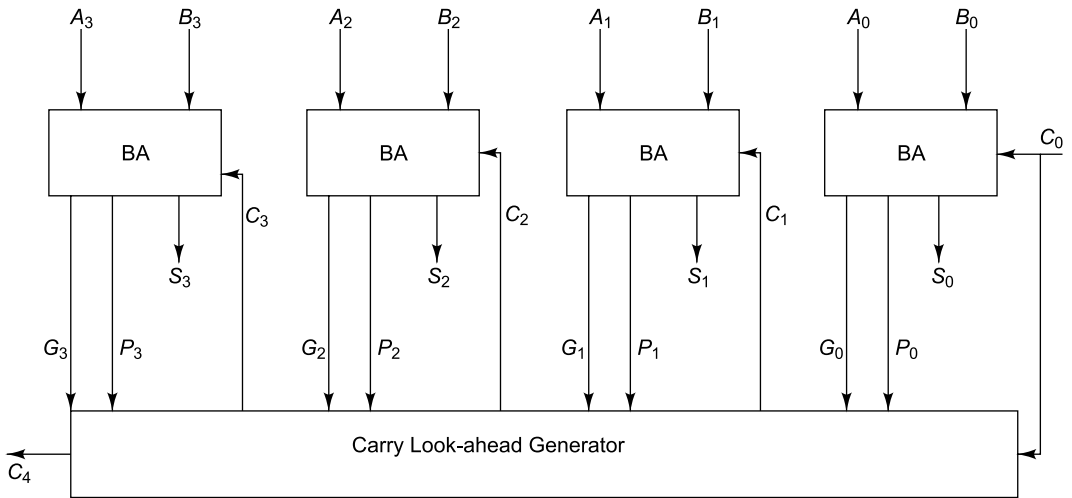 A3 B3 A2 B2 A1 B1 A0 B0
BA BA BA BA C0
C3 C2 C1
S3 S2 S1 S0
G3 P3 G2 P2 G1 P1 G0 P0
Carry Look-ahead Generator
C4